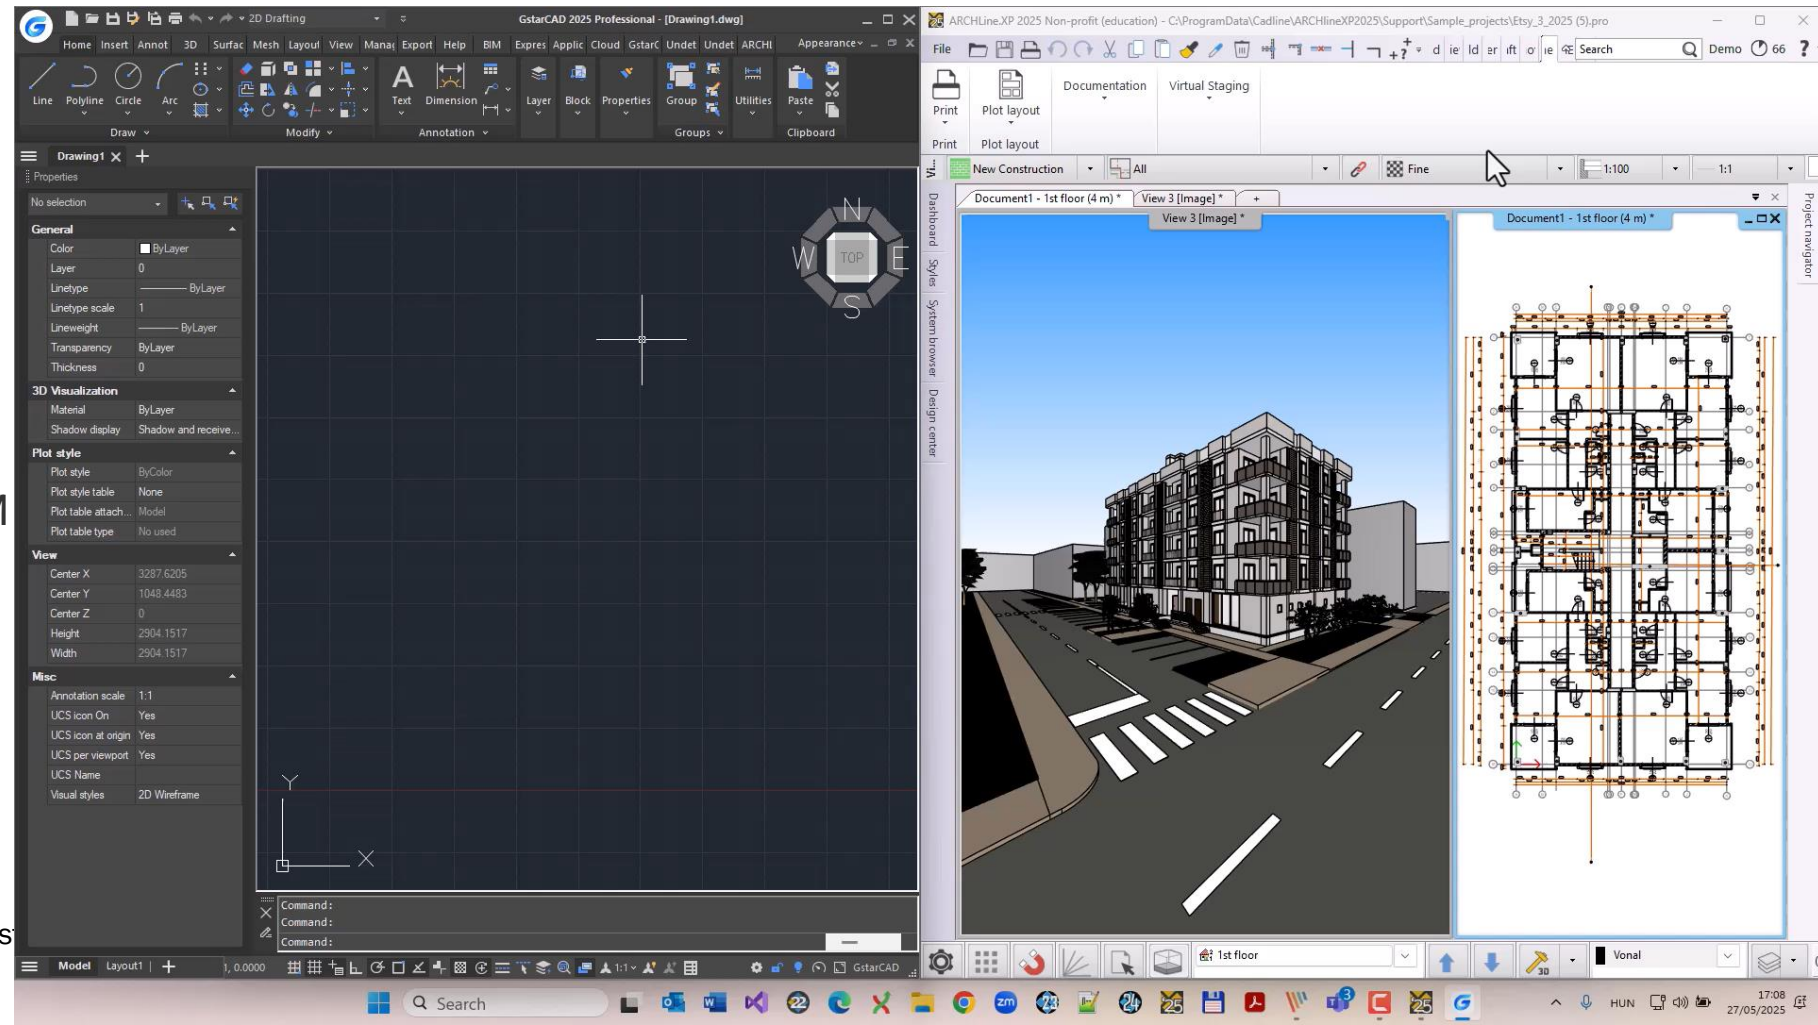 2D Drafting
GstarCAD 2025 Professional - [Drawing1.dwg]
Home Insert Annot 3D Surfac Mesh Layout View Manag Export Help BIM Expres Applic Cloud GstarC Undet Undet ARCHI Appearance
Line Polyline Circle Arc Text Dimension Layer Block Properties Group Utilities Paste
Draw Modify Annotation Groups Clipboard
Drawing1
Properties
No selection
General
Color ByLayer
Layer 0
Linetype ByLayer
Linetype scale 1
Lineweight ByLayer
Transparency ByLayer
Thickness 0
3D Visualization
Material ByLayer
Shadow display Shadow and receive...
Plot style
Plot style ByColor
Plot style table None
Plot table attach... Model
Plot table type No used
View
Center X 3287.6205
Center Y 1048.4483
Center Z 0
Height 2904.1517
Width 2904.1517
Misc
Annotation scale 1:1
UCS icon On Yes
UCS icon at origin Yes
UCS per viewport Yes
UCS Name
Visual styles 2D Wireframe
N
W TOP E
S
Y
X
Command:
Command:
Command:
Model Layout1 1, 0.0000 1:1 GstarCAD
ARCHLine.XP 2025 Non-profit (education) - C:\ProgramData\Cadline\ARCHlineXP2025\Support\Sample_projects\Etsy_3_2025 (5).pro
File Search Demo 66 ?
Print Plot layout Documentation Virtual Staging
Print Plot layout
Vi... New Construction All Fine 1:100 1:1
Document1 - 1st floor (4 m) * View 3 [Image] * +
View 3 [Image] *
Document1 - 1st floor (4 m) *
Dashboard
Styles
System browser
Design center
Project navigator
1st floor
3D
Vonal
Search
HUN
17:08
27/05/2025